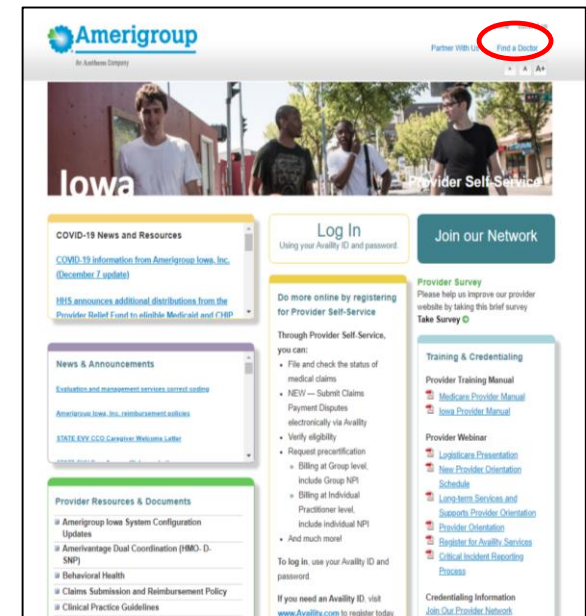 Amerigroup
An Anthem Company
Partner With Us
Find a Doctor
A A A+
Iowa
Provider Self-Service
COVID-19 News and Resources
COVID-19 information from Amerigroup Iowa, Inc.
(December 7 update)
HHS announces additional distributions from the
Provider Relief Fund to eligible Medicaid and CHIP
News & Announcements
Evaluation and management services correct coding
Amerigroup Iowa, Inc. reimbursement policies
STATE EVV CCO Caregiver Welcome Letter
Provider Resources & Documents
Amerigroup Iowa System Configuration
Updates
Amerivantage Dual Coordination (HMO- D-
SNP)
Behavioral Health
Claims Submission and Reimbursement Policy
Clinical Practice Guidelines
Log In
Using your Availity ID and password.
Do more online by registering
for Provider Self-Service
Through Provider Self-Service,
you can:
• File and check the status of
medical claims
• NEW — Submit Claims
Payment Disputes
electronically via Availity
• Verify eligibility
• Request precertification
Billing at Group level,
include Group NPI
Billing at Individual
Practitioner level,
include individual NPI
• And much more!
To log in, use your Availity ID and
password.
If you need an Availity ID, visit
www.Availity.com to register today.
Join our Network
Provider Survey
Please help us improve our provider
website by taking this brief survey
Take Survey
Training & Credentialing
Provider Training Manual
Medicare Provider Manual
Iowa Provider Manual
Provider Webinar
Logisticare Presentation
New Provider Orientation
Schedule
Long-term Services and
Supports Provider Orientation
Provider Orientation
Register for Availity Services
Critical Incident Reporting
Process
Credentialing Information
Join Our Provider Network